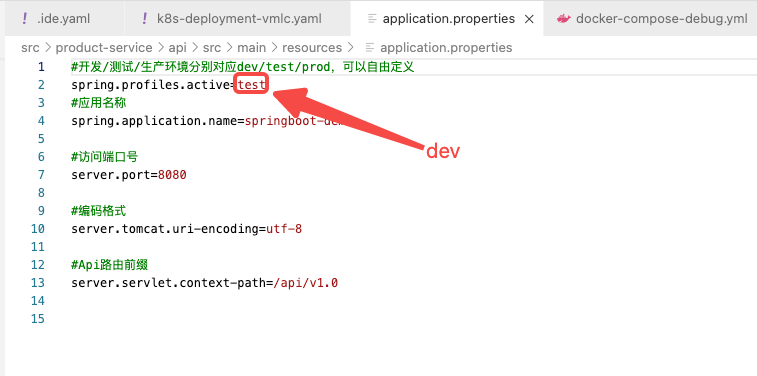 .ide.yaml
k8s-deployment-vmlc.yaml
application.properties
docker-compose-debug.yml
src > product-service > api > src > main > resources > application.properties
1 #开发/测试/生产环境分别对应dev/test/prod，可以自由定义
2 spring.profiles.active=test
3 #应用名称
4 spring.application.name=springboot-de
dev
5
6 #访问端口号
7 server.port=8080
8
9 #编码格式
10 server.tomcat.uri-encoding=utf-8
11
12 #Api路由前缀
13 server.servlet.context-path=/api/v1.0
14
15